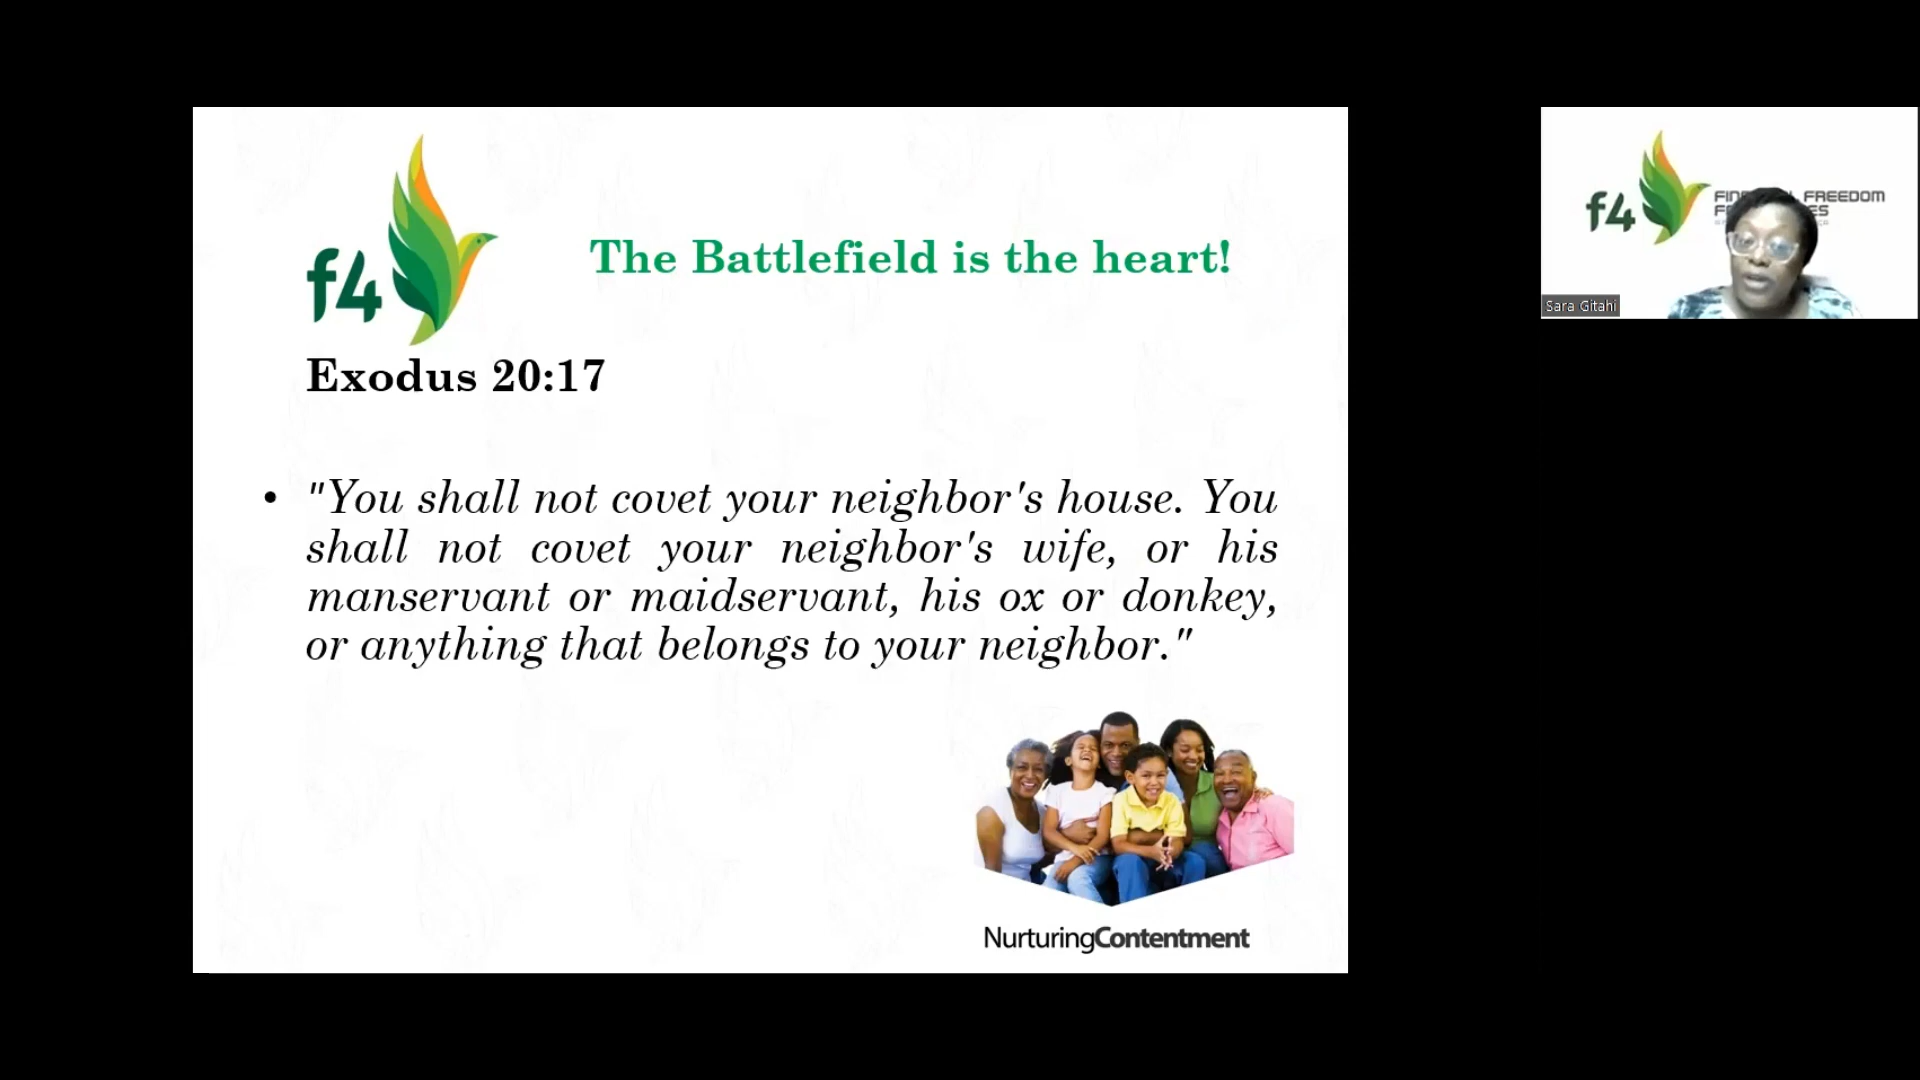 f4
The Battlefield is the heart!
Exodus 20:17
• "You shall not covet your neighbor's house. You
shall not covet your neighbor's wife, or his
manservant or maidservant, his ox or donkey,
or anything that belongs to your neighbor."
NurturingContentment
f4
FREEDOM
Sara Gitahi